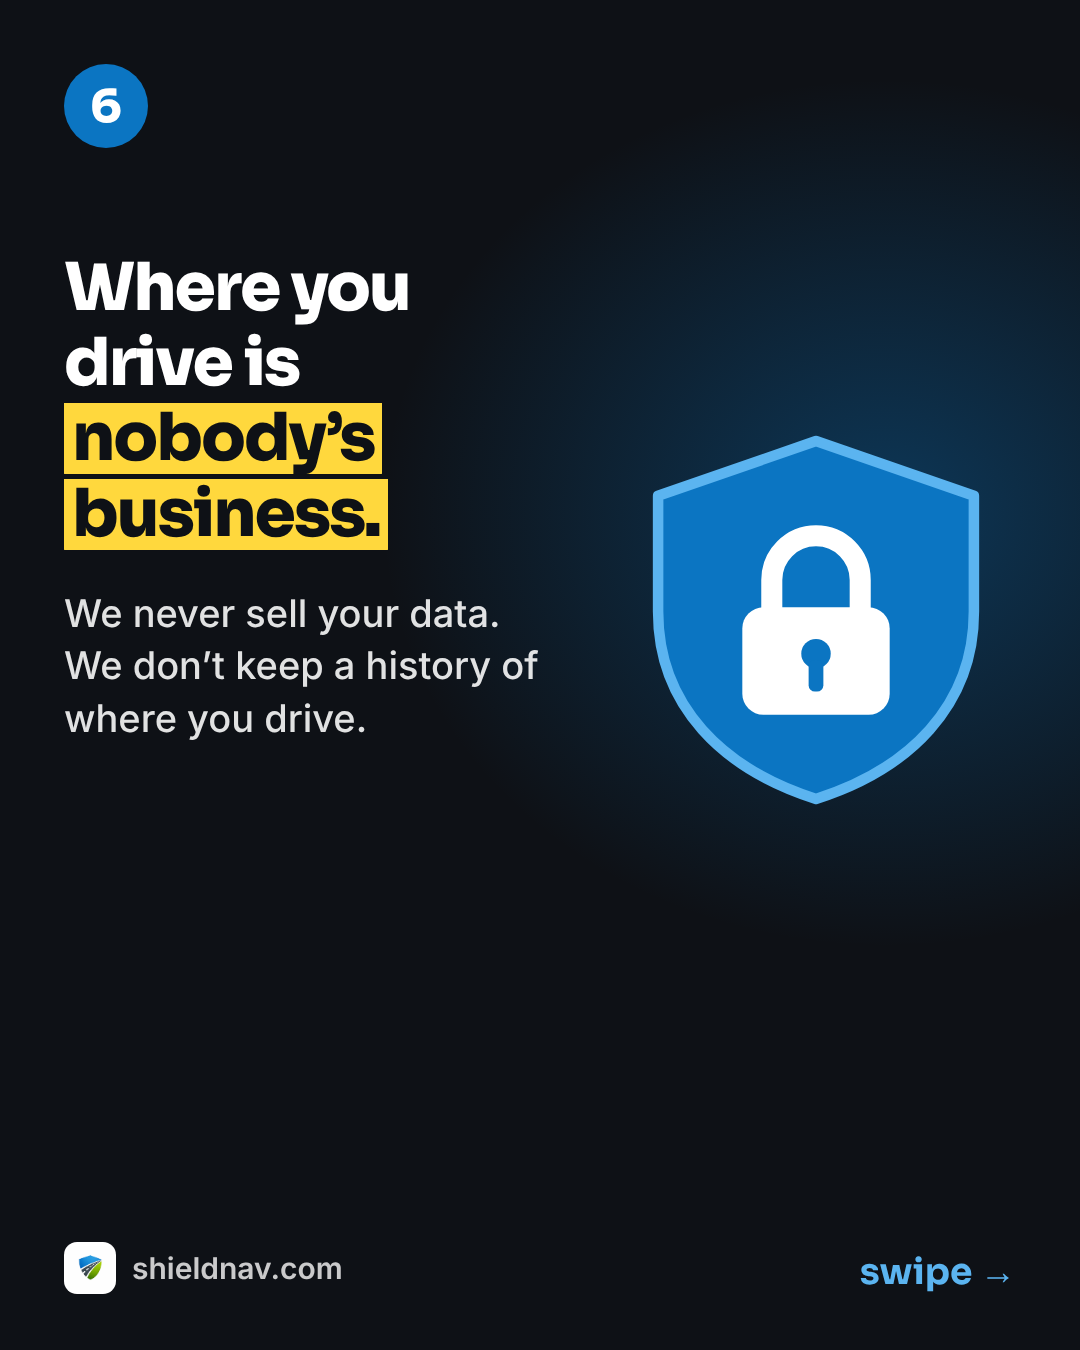 6
Where you
drive is
nobody’s
business.
We never sell your data.
We don’t keep a history of
where you drive.
shieldnav.com
swipe →